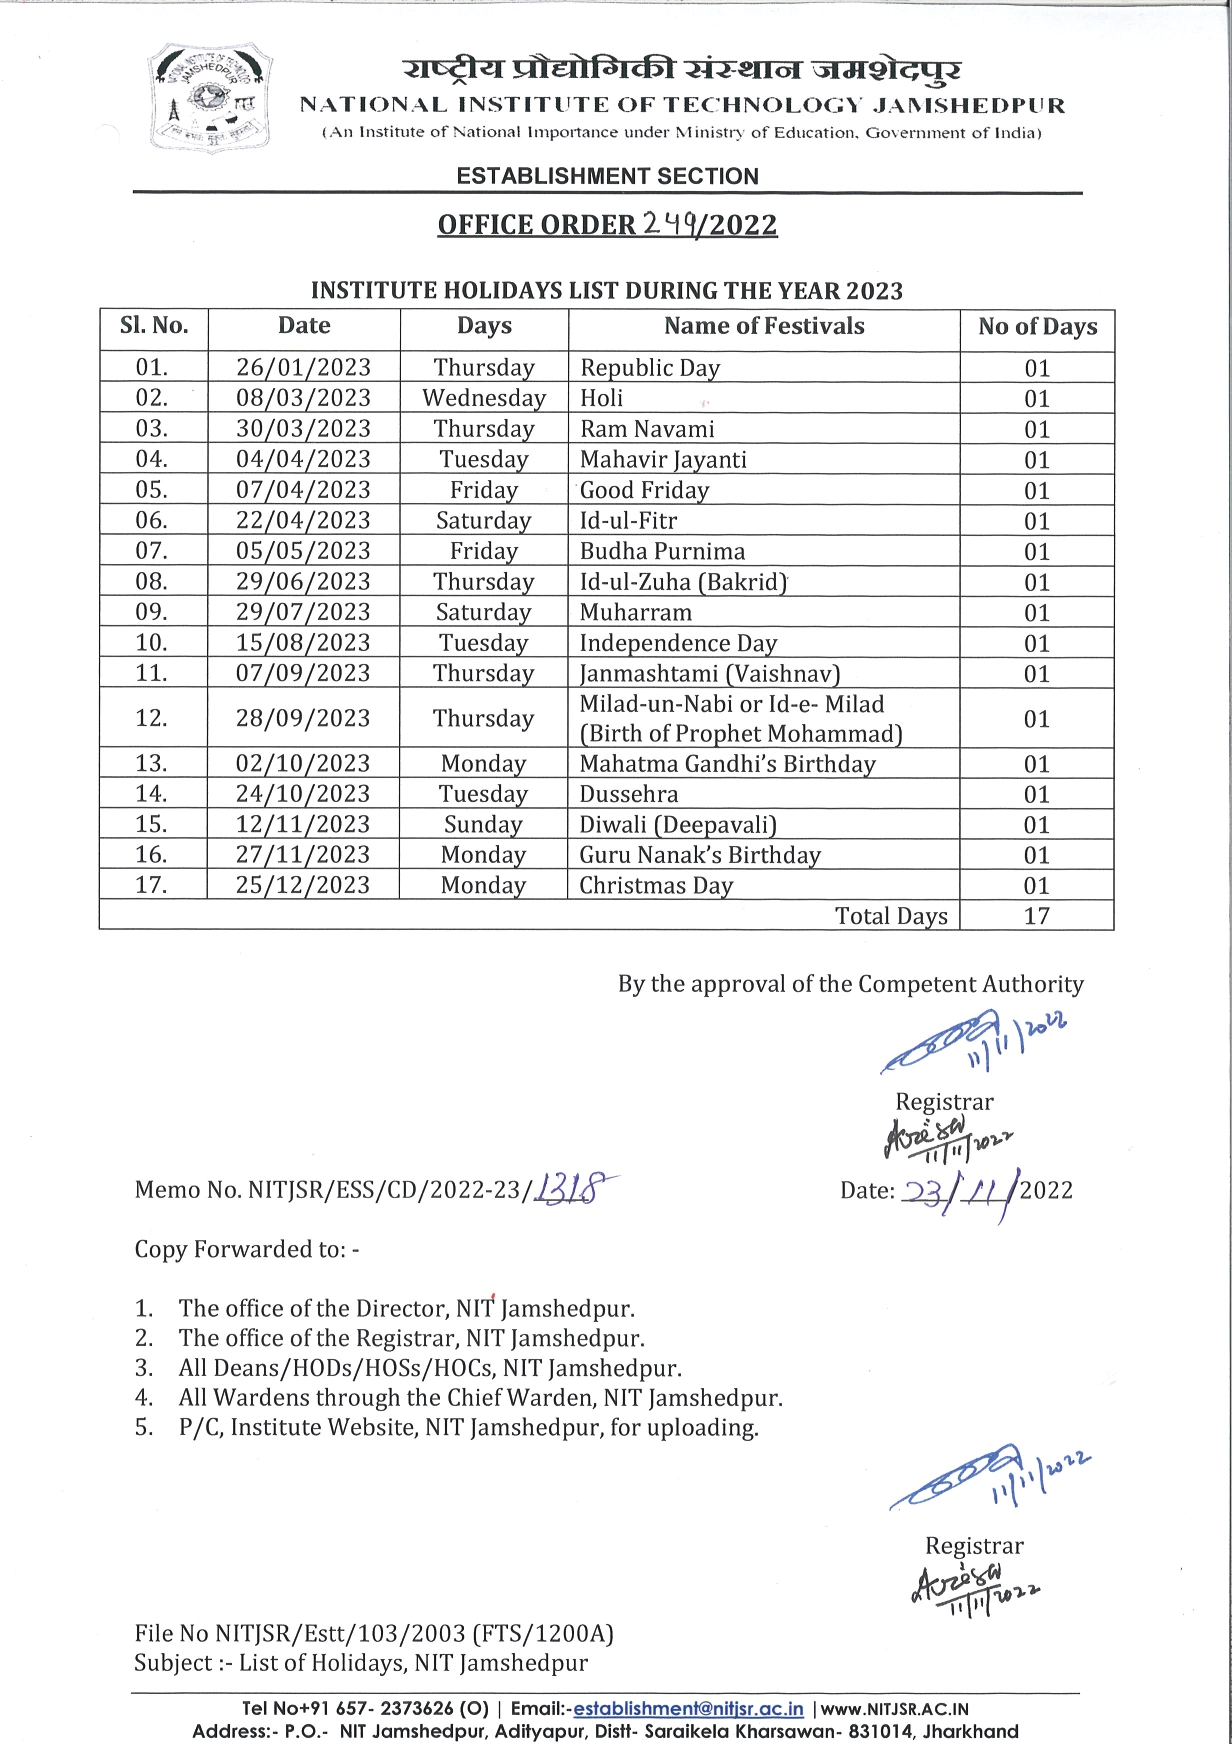 राष्ट्रीय प्रौद्योगिकी संस्थान जमशेदपुर
NATIONAL INSTITUTE OF TECHNOLOGY JAMSHEDPUR
(An Institute of National Importance under Ministry of Education, Government of India)
ESTABLISHMENT SECTION
OFFICE ORDER 249/2022
INSTITUTE HOLIDAYS LIST DURING THE YEAR 2023
Sl. No. Date Days Name of Festivals No of Days
01. 26/01/2023 Thursday Republic Day 01
02. 08/03/2023 Wednesday Holi 01
03. 30/03/2023 Thursday Ram Navami 01
04. 04/04/2023 Tuesday Mahavir Jayanti 01
05. 07/04/2023 Friday Good Friday 01
06. 22/04/2023 Saturday Id-ul-Fitr 01
07. 05/05/2023 Friday Budha Purnima 01
08. 29/06/2023 Thursday Id-ul-Zuha (Bakrid) 01
09. 29/07/2023 Saturday Muharram 01
10. 15/08/2023 Tuesday Independence Day 01
11. 07/09/2023 Thursday Janmashtami (Vaishnav) 01
12. 28/09/2023 Thursday Milad-un-Nabi or Id-e- Milad
(Birth of Prophet Mohammad) 01
13. 02/10/2023 Monday Mahatma Gandhi's Birthday 01
14. 24/10/2023 Tuesday Dussehra 01
15. 12/11/2023 Sunday Diwali (Deepavali) 01
16. 27/11/2023 Monday Guru Nanak's Birthday 01
17. 25/12/2023 Monday Christmas Day 01
Total Days 17
By the approval of the Competent Authority
11/11/2022
Registrar
11/11/2022
Memo No. NITJSR/ESS/CD/2022-23/1318 Date: 23/11/2022
Copy Forwarded to: -
1. The office of the Director, NIT Jamshedpur.
2. The office of the Registrar, NIT Jamshedpur.
3. All Deans/HODs/HOSs/HOCs, NIT Jamshedpur.
4. All Wardens through the Chief Warden, NIT Jamshedpur.
5. P/C, Institute Website, NIT Jamshedpur, for uploading.
11/11/2022
Registrar
11/11/2022
File No NITJSR/Estt/103/2003 (FTS/1200A)
Subject :- List of Holidays, NIT Jamshedpur
Tel No+91 657- 2373626 (O) | Email:-establishment@nitjsr.ac.in |www.NITJSR.AC.IN
Address:- P.O.- NIT Jamshedpur, Adityapur, Distt- Saraikela Kharsawan- 831014, Jharkhand